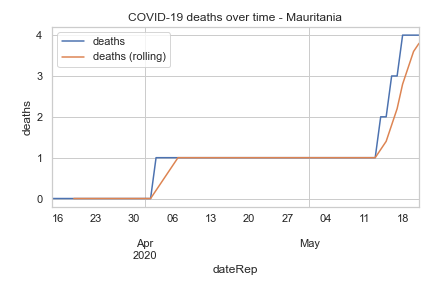 COVID-19 deaths over time - Mauritania
deaths
deaths (rolling)
4
3
2
1
0
deaths
16 23 30 06 13 20 27 04 11 18
Apr May
2020
dateRep